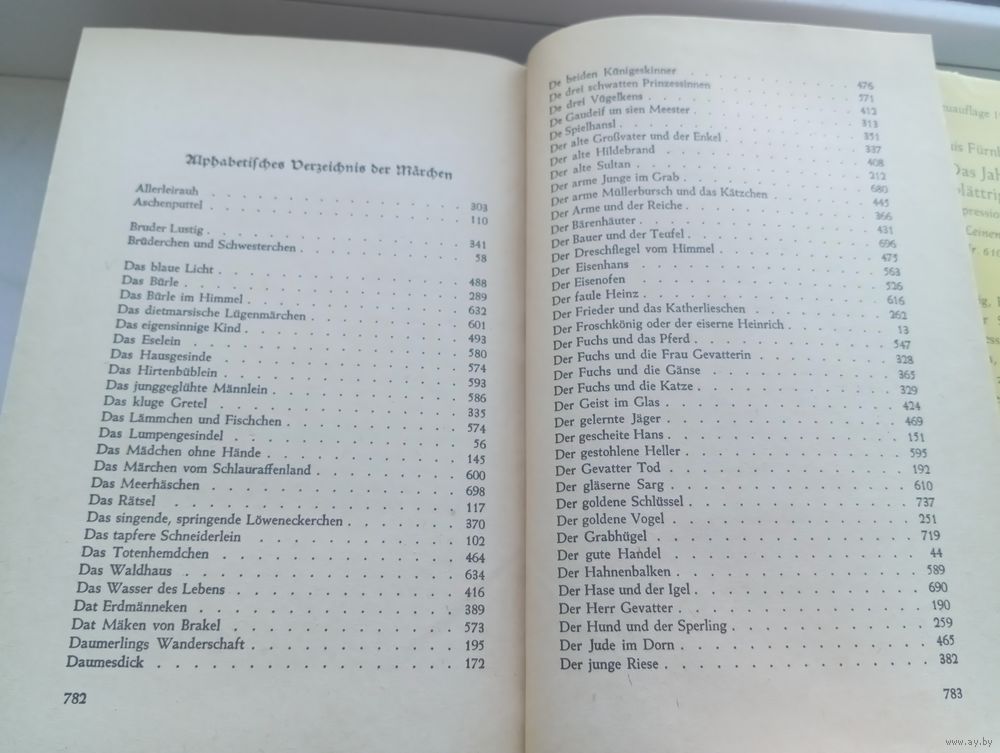 Alphabetisches Verzeichnis der Märchen
Allerleirauh 303
Aschenputtel 110
Bruder Lustig 341
Brüderchen und Schwesterchen 58
Das blaue Licht 488
Das Bürle 289
Das Bürle im Himmel 632
Das dietmarsische Lügenmärchen 601
Das eigensinnige Kind 493
Das Eselein 580
Das Hausgesinde 574
Das Hirtenbüblein 593
Das junggeglühte Männlein 586
Das kluge Gretel 335
Das Lämmchen und Fischchen 574
Das Lumpengesindel 56
Das Mädchen ohne Hände 145
Das Märchen vom Schlauraffenland 600
Das Meerhäschen 698
Das Rätsel 117
Das singende, springende Löweneckerchen 370
Das tapfere Schneiderlein 102
Das Totenhemdchen 464
Das Waldhaus 634
Das Wasser des Lebens 416
Dat Erdmänneken 389
Dat Mäken von Brakel 573
Daumerlings Wanderschaft 195
Daumesdick 172
782
De beiden Künigeskinner 476
De drei schwatten Prinzessinnen 571
De drei Vügelkens 412
De Gaudeif un sien Meester 313
De Spielhansl 351
Der alte Großvater und der Enkel 337
Der alte Hildebrand 408
Der alte Sultan 212
Der arme Junge im Grab 680
Der arme Müllerbursch und das Kätzchen 445
Der Arme und der Reiche 366
Der Bärenhäuter 431
Der Bauer und der Teufel 696
Der Dreschflegel vom Himmel 475
Der Eisenhans 563
Der Eisenofen 526
Der faule Heinz 616
Der Frieder und das Katherlieschen 262
Der Froschkönig oder der eiserne Heinrich 13
Der Fuchs und das Pferd 547
Der Fuchs und die Frau Gevatterin 328
Der Fuchs und die Gänse 365
Der Fuchs und die Katze 329
Der Geist im Glas 424
Der gelernte Jäger 469
Der gescheite Hans 151
Der gestohlene Heller 595
Der Gevatter Tod 192
Der gläserne Sarg 610
Der goldene Schlüssel 737
Der goldene Vogel 251
Der Grabhügel 719
Der gute Handel 44
Der Hahnenbalken 589
Der Hase und der Igel 690
Der Herr Gevatter 190
Der Hund und der Sperling 259
Der Jude im Dorn 465
Der junge Riese 382
783
Das Jah
Leinen
www.ay.by